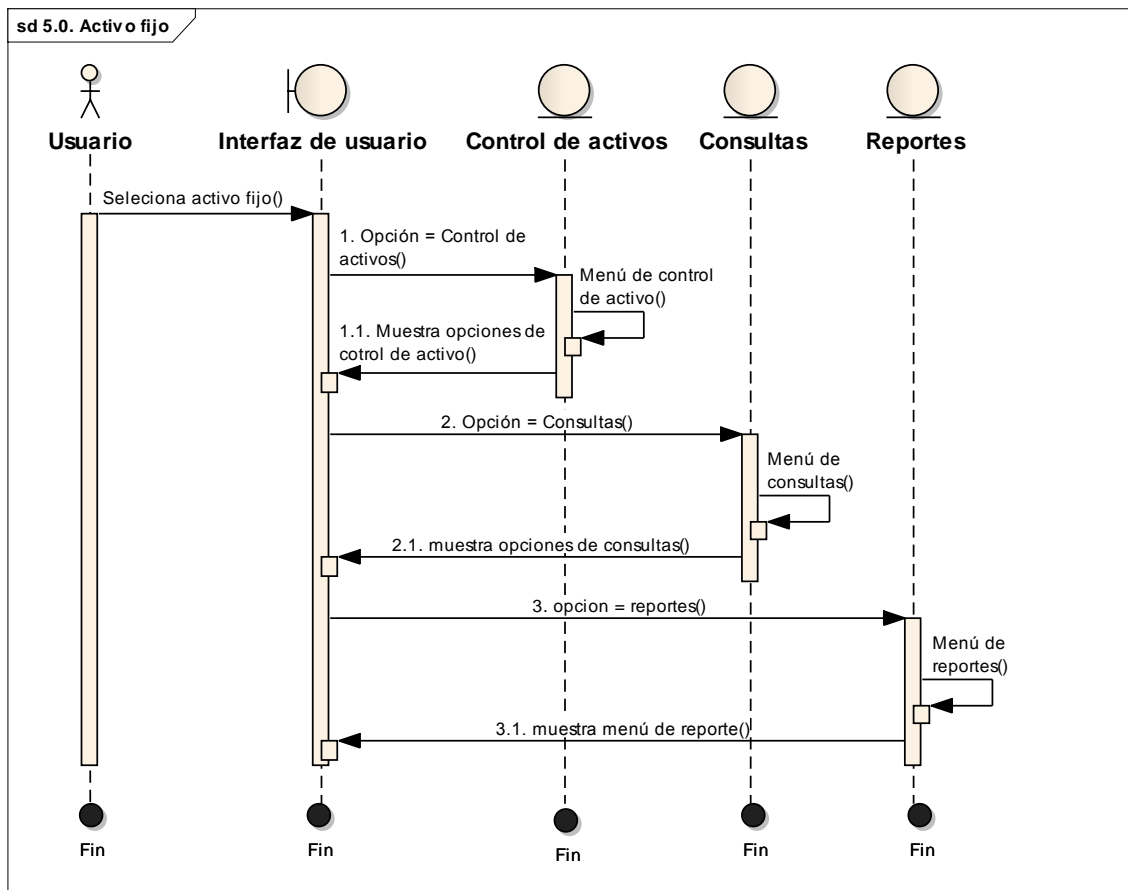 sd 5.0. Activo fijo
Usuario
Interfaz de usuario
Control de activos
Consultas
Reportes
Seleciona activo fijo()
1. Opción = Control de
activos()
Menú de control
de activo()
1.1. Muestra opciones de
cotrol de activo()
2. Opción = Consultas()
Menú de
consultas()
2.1. muestra opciones de consultas()
3. opcion = reportes()
Menú de
reportes()
3.1. muestra menú de reporte()
Fin
Fin
Fin
Fin
Fin